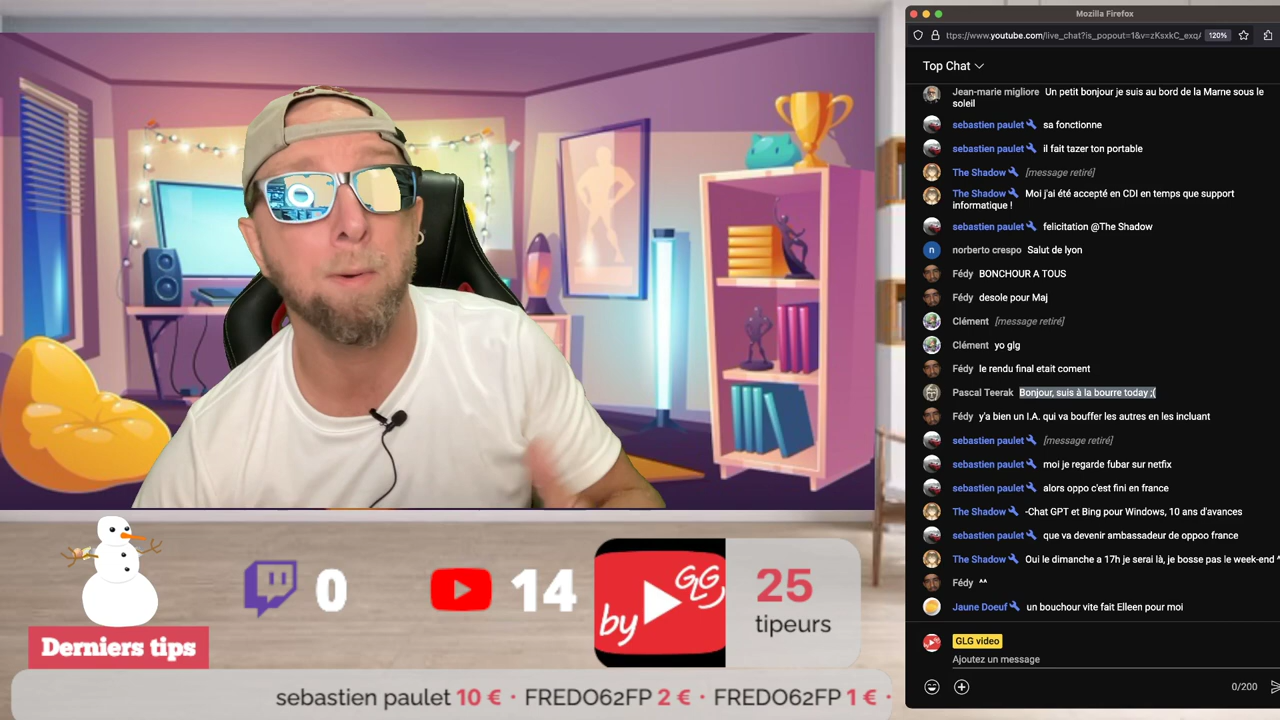 Mozilla Firefox
ttps://www.youtube.com/live_chat?is_popout=1&v=zKsxkC_exq/
120%
Top Chat
Jean-marie migliore Un petit bonjour je suis au bord de la Marne sous le
soleil
sebastien paulet sa fonctionne
sebastien paulet il fait tazer ton portable
The Shadow [message retiré]
The Shadow Moi j'ai été accepté en CDI en temps que support
informatique !
sebastien paulet felicitation @The Shadow
n norberto crespo Salut de lyon
Fédy BONCHOUR A TOUS
Fédy desole pour Maj
Clément [message retiré]
Clément yo glg
Fédy le rendu final etait coment
Pascal Teerak Bonjour, suis à la bourre today ;(
Fédy y'a bien un I.A. qui va bouffer les autres en les incluant
sebastien paulet [message retiré]
sebastien paulet moi je regarde fubar sur netfix
sebastien paulet alors oppo c'est fini en france
The Shadow -Chat GPT et Bing pour Windows, 10 ans d'avances
sebastien paulet que va devenir ambassadeur de oppoo france
The Shadow Oui le dimanche a 17h je serai là, je bosse pas le week-end ^
Fédy ^^
Jaune Doeuf un bouchour vite fait Elleen pour moi
GLG video
Ajoutez un message
0/200
0
14
by GLG
25
tipeurs
Derniers tips
sebastien paulet 10 € · FREDO62FP 2 € · FREDO62FP 1 € ·